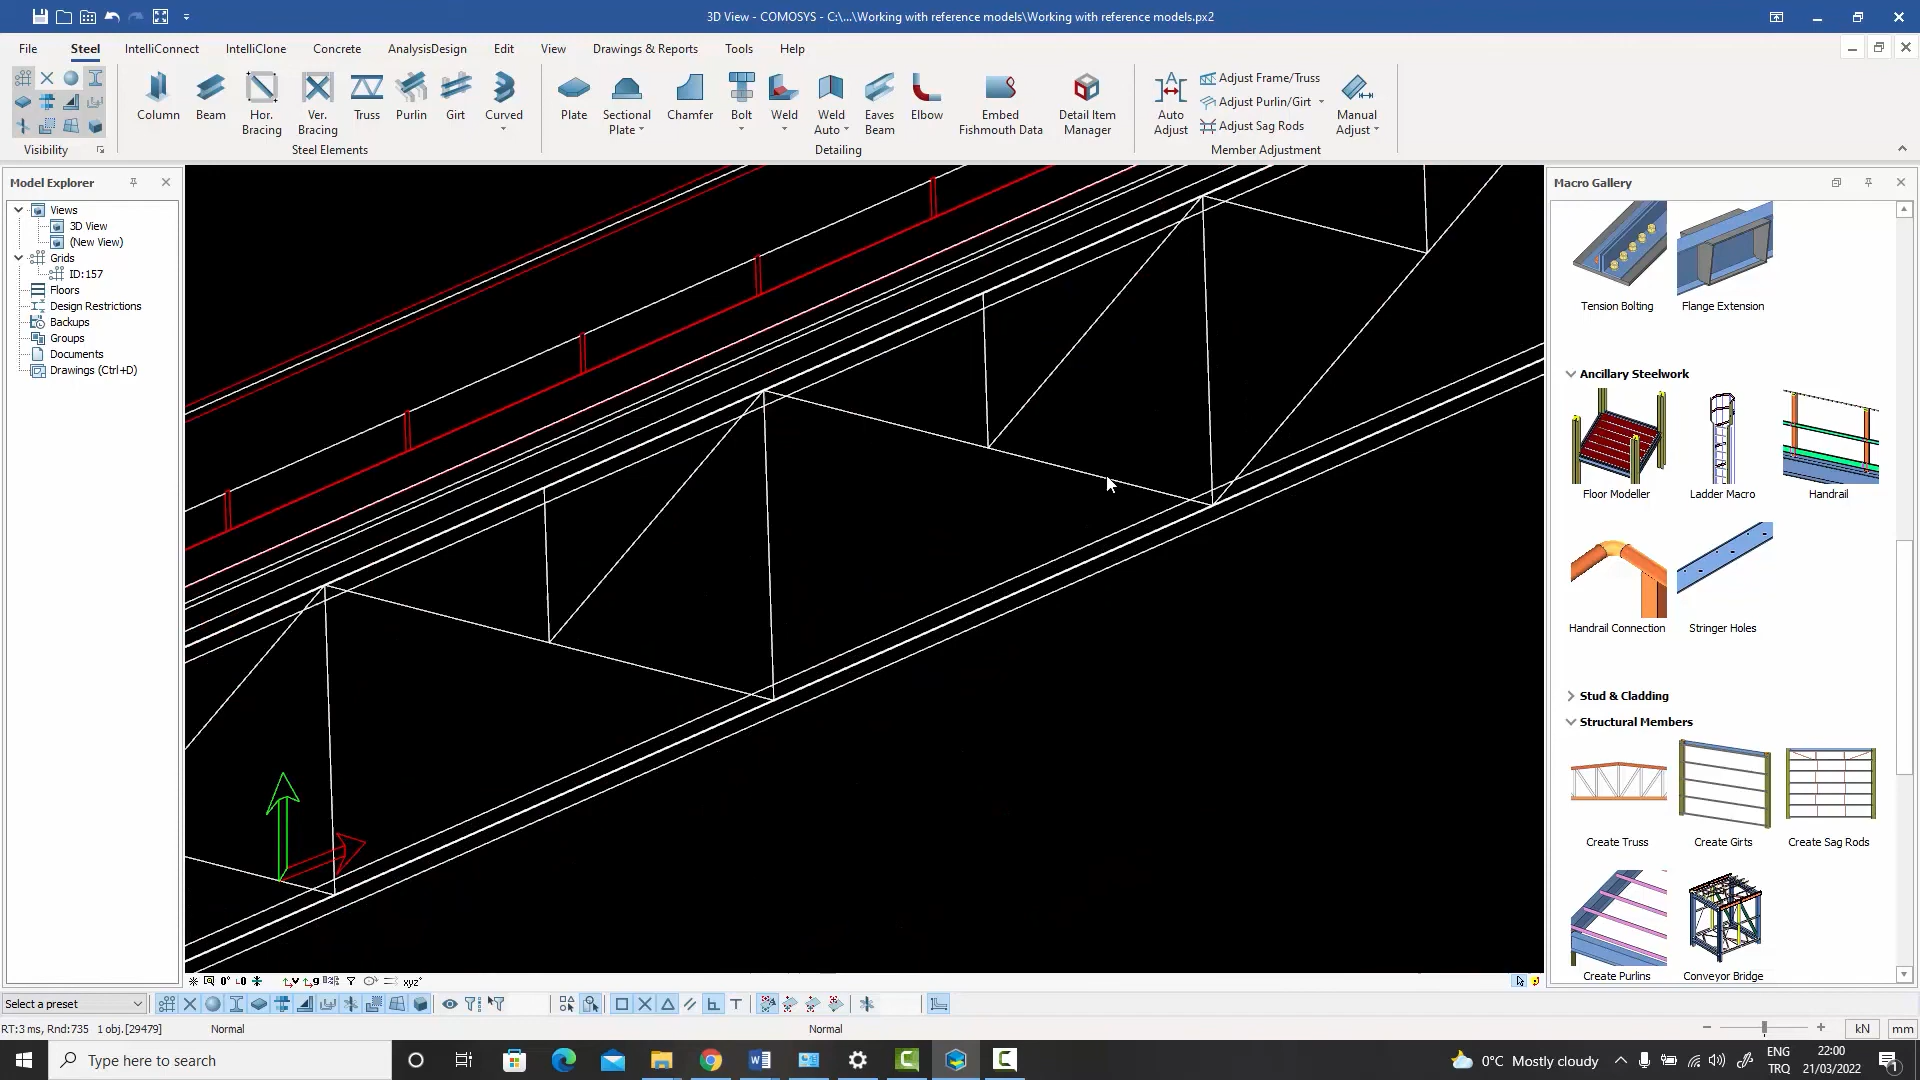 3D View - COMOSYS - C:\...\Working with reference models\Working with reference models.px2
File Steel IntelliConnect IntelliClone Concrete AnalysisDesign Edit View Drawings & Reports Tools Help
Column Beam Hor. Bracing Ver. Bracing Truss Purlin Girt Curved
Plate Sectional Plate Chamfer Bolt Weld Weld Auto Eaves Beam Elbow Embed Fishmouth Data Detail Item Manager
Auto Adjust
Adjust Frame/Truss
Adjust Purlin/Girt
Adjust Sag Rods
Manual Adjust
Visibility Steel Elements Detailing Member Adjustment
Model Explorer
Views
3D View
(New View)
Grids
ID:157
Floors
Design Restrictions
Backups
Groups
Documents
Drawings (Ctrl+D)
Macro Gallery
Tension Bolting Flange Extension
Ancillary Steelwork
Floor Modeller Ladder Macro Handrail
Handrail Connection Stringer Holes
Stud & Cladding
Structural Members
Create Truss Create Girts Create Sag Rods
Create Purlins Conveyor Bridge
xyz
Select a preset
RT:3 ms, Rnd:735 1 obj.[29479] Normal Normal kN mm
Type here to search
0°C Mostly cloudy
ENG
TRQ
22:00
21/03/2022